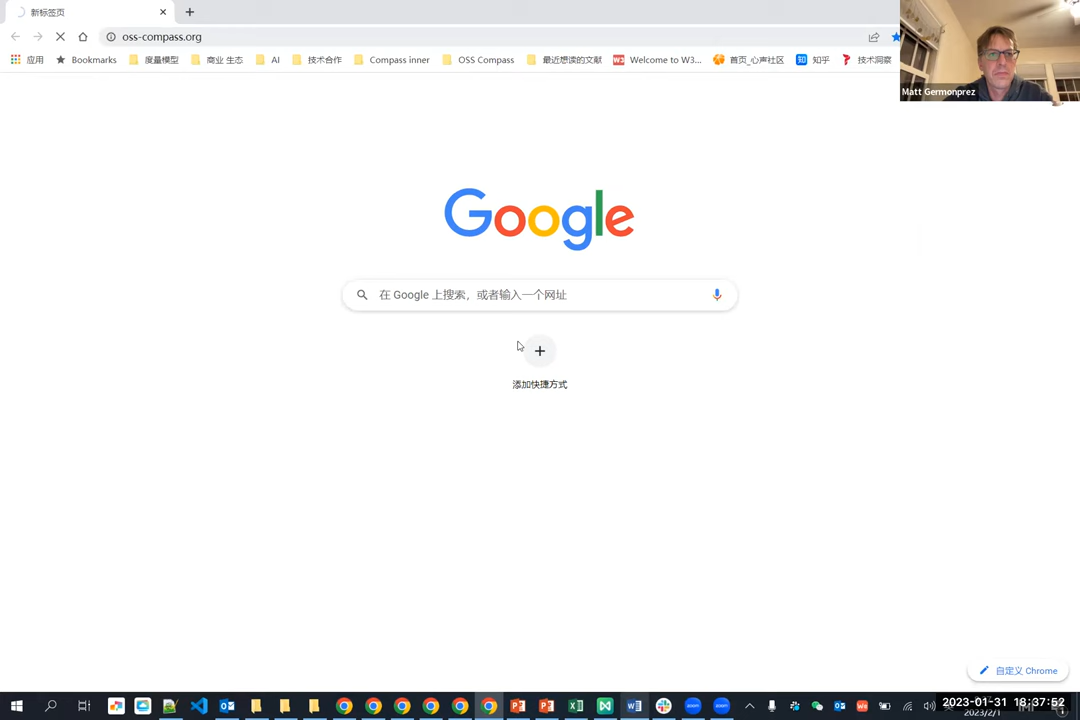 新标签页
oss-compass.org
应用
Bookmarks
度量模型
商业 生态
AI
技术合作
Compass inner
OSS Compass
最近想读的文献
Welcome to W3...
首页_心声社区
知乎
技术洞察
Matt Germonprez
Google
在 Google 上搜索，或者输入一个网址
添加快捷方式
自定义 Chrome
2023-01-31 18:37:52
2023/2/1